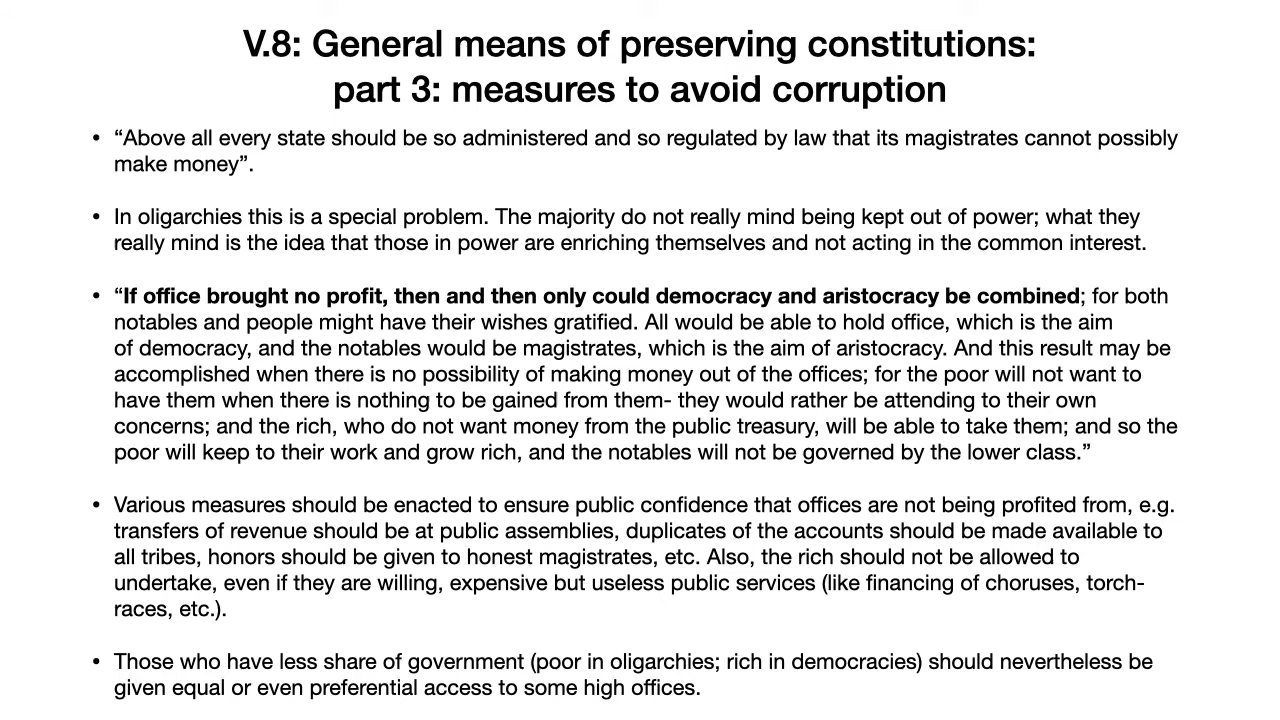 V.8: General means of preserving constitutions:
part 3: measures to avoid corruption
• “Above all every state should be so administered and so regulated by law that its magistrates cannot possibly
make money”.
• In oligarchies this is a special problem. The majority do not really mind being kept out of power; what they
really mind is the idea that those in power are enriching themselves and not acting in the common interest.
• “If office brought no profit, then and then only could democracy and aristocracy be combined; for both
notables and people might have their wishes gratified. All would be able to hold office, which is the aim
of democracy, and the notables would be magistrates, which is the aim of aristocracy. And this result may be
accomplished when there is no possibility of making money out of the offices; for the poor will not want to
have them when there is nothing to be gained from them- they would rather be attending to their own
concerns; and the rich, who do not want money from the public treasury, will be able to take them; and so the
poor will keep to their work and grow rich, and the notables will not be governed by the lower class.”
• Various measures should be enacted to ensure public confidence that offices are not being profited from, e.g.
transfers of revenue should be at public assemblies, duplicates of the accounts should be made available to
all tribes, honors should be given to honest magistrates, etc. Also, the rich should not be allowed to
undertake, even if they are willing, expensive but useless public services (like financing of choruses, torch-
races, etc.).
• Those who have less share of government (poor in oligarchies; rich in democracies) should nevertheless be
given equal or even preferential access to some high offices.